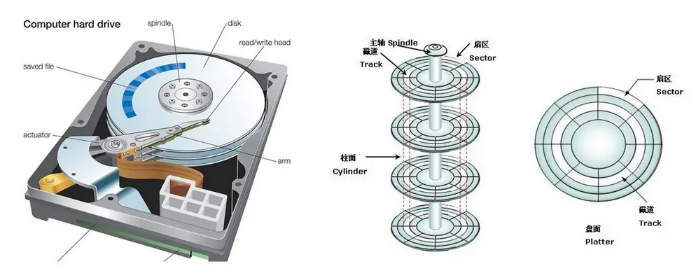 Computer hard drive
spindle
disk
read/write head
saved file
actuator
arm
主轴 Spindle
磁道
Track
扇区
Sector
柱面
Cylinder
扇区
Sector
磁道
Track
盘面
Platter